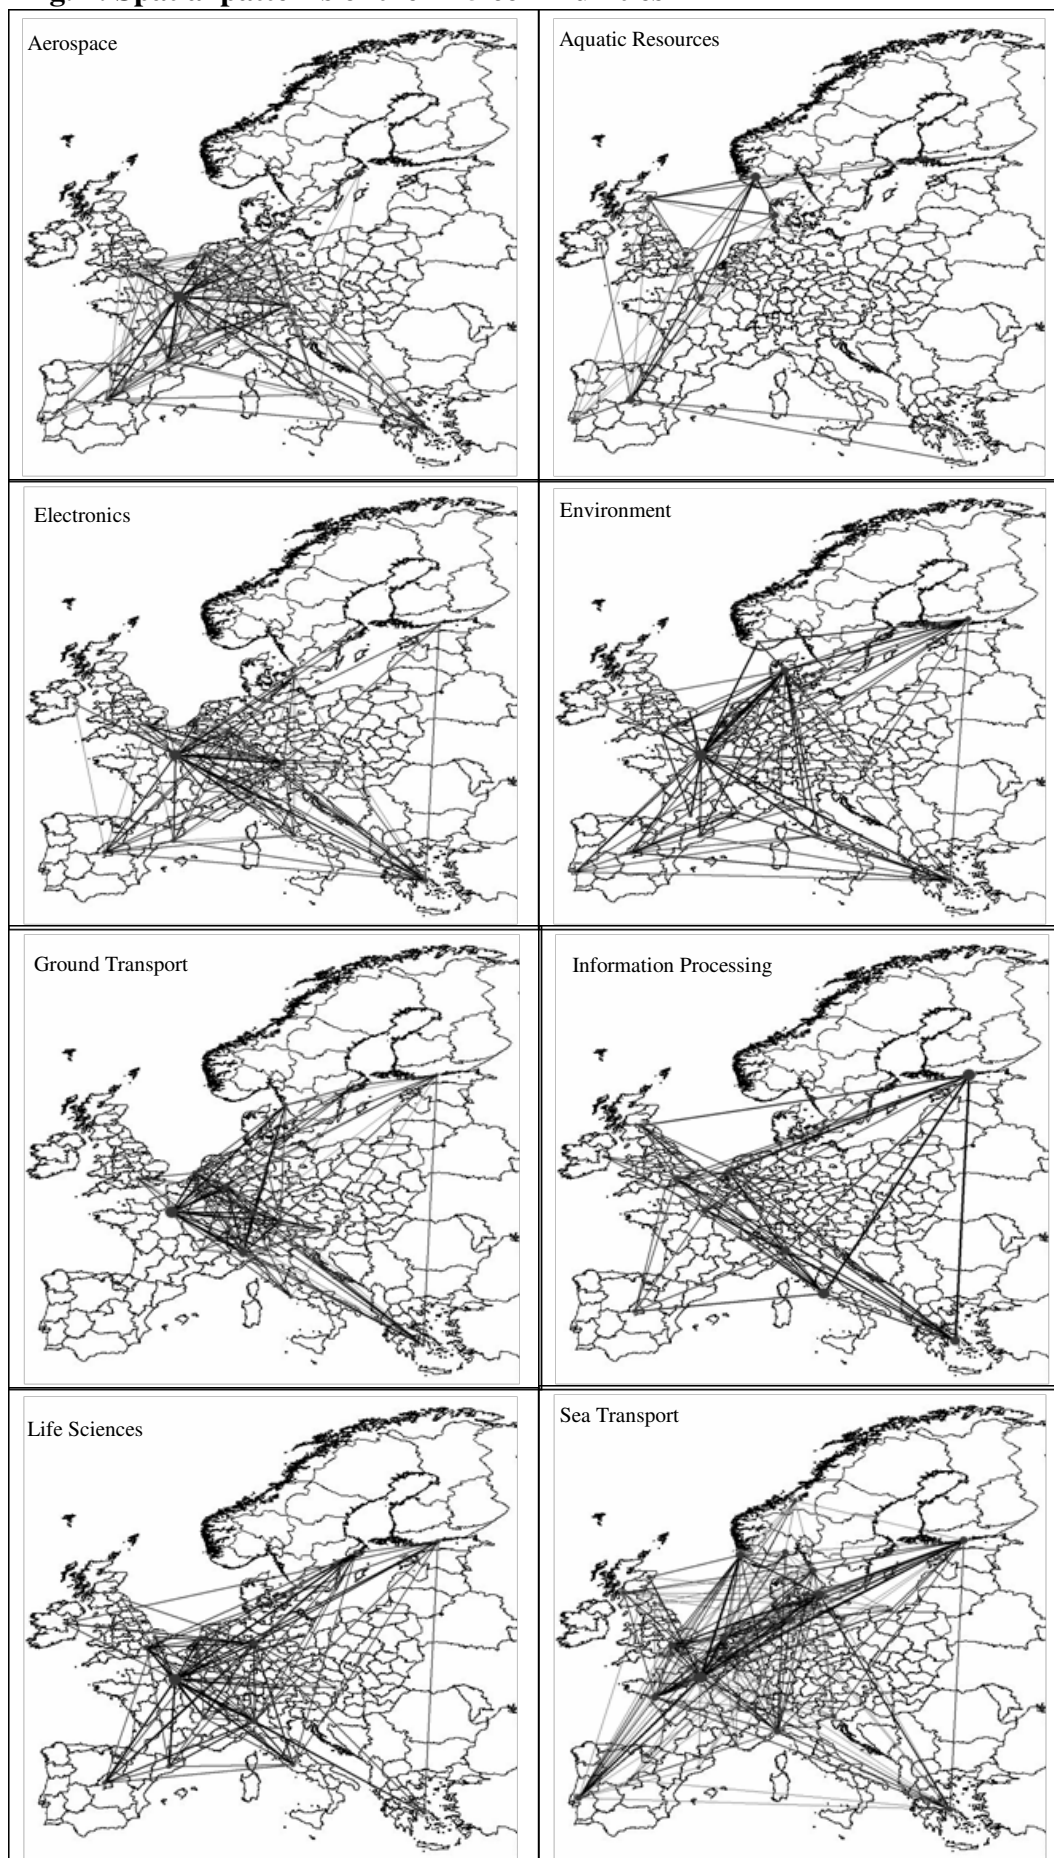 Aerospace
Aquatic Resources
Electronics
Environment
Ground Transport
Information Processing
Life Sciences
Sea Transport